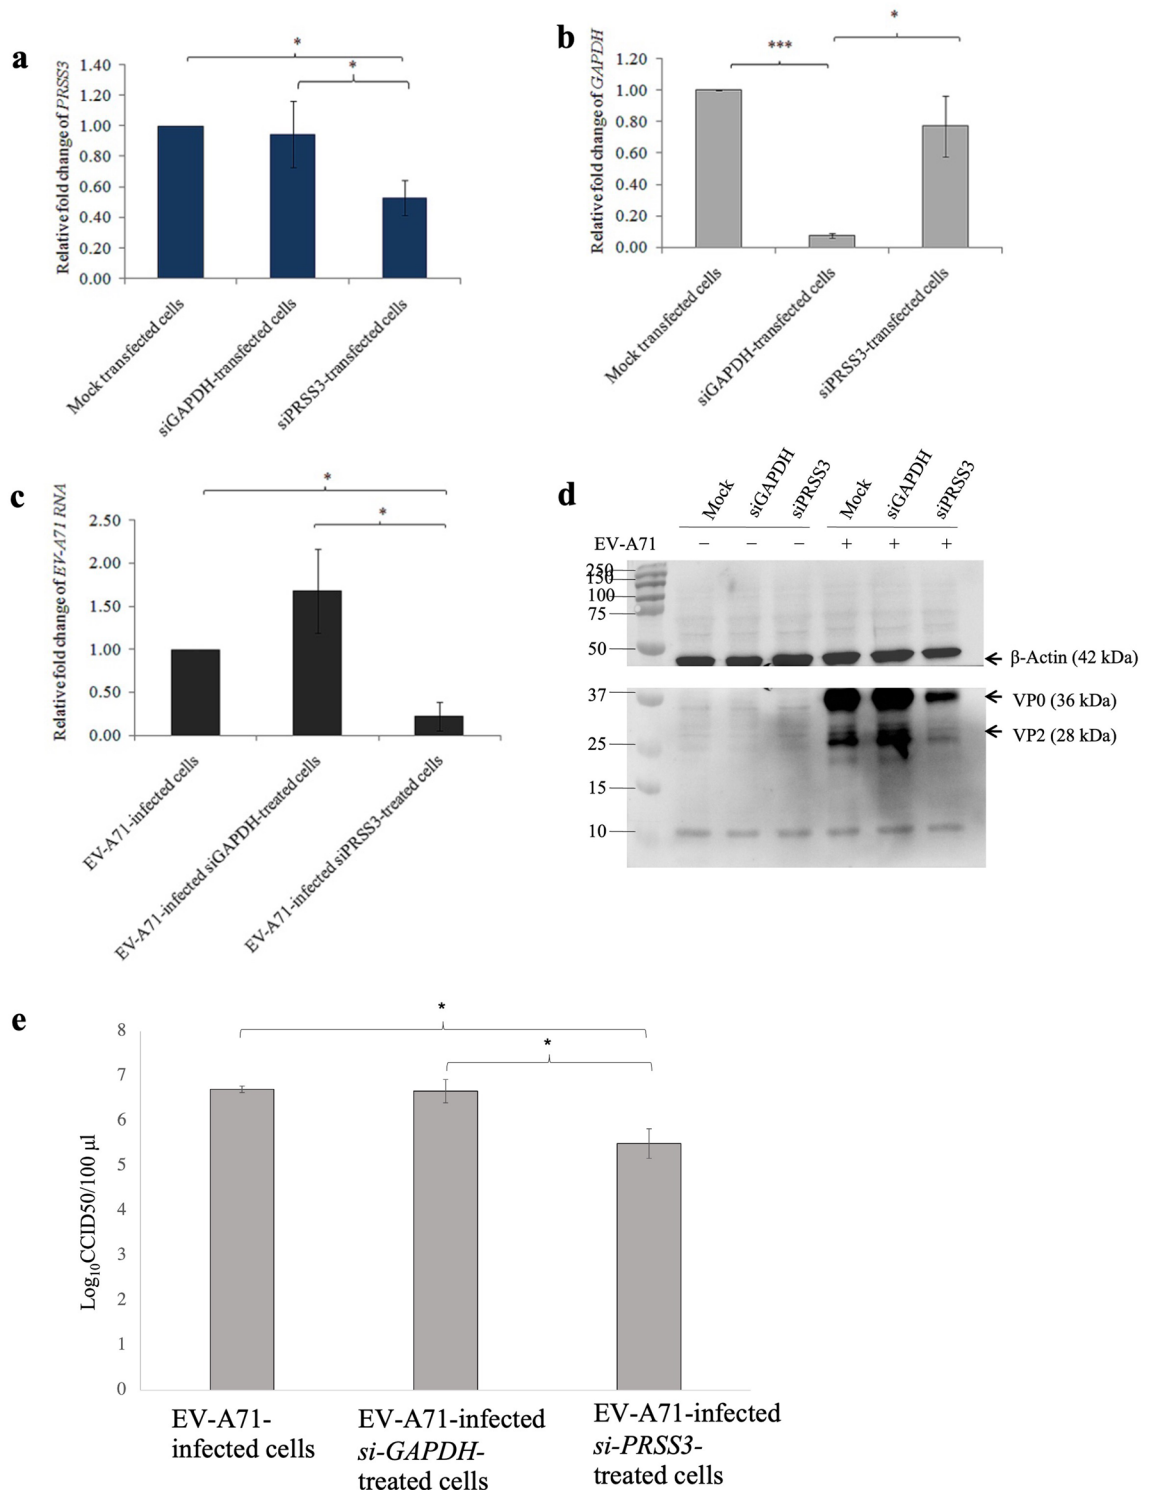 a
*
*
Relative fold change of PRSS3
1.40
1.20
1.00
0.80
0.60
0.40
0.20
0.00
Mock transfected cells
siGAPDH-transfected cells
siPRSS3-transfected cells
b
***
*
Relative fold change of GAPDH
1.20
1.00
0.80
0.60
0.40
0.20
0.00
Mock transfected cells
siGAPDH-transfected cells
siPRSS3-transfected cells
c
*
*
Relative fold change of EV-A71 RNA
2.50
2.00
1.50
1.00
0.50
0.00
EV-A71-infected cells
EV-A71-infected siGAPDH-treated cells
EV-A71-infected siPRSS3-treated cells
d
Mock siGAPDH siPRSS3 Mock siGAPDH siPRSS3
EV-A71 – – – + + +
250
150
100
75
50
β-Actin (42 kDa)
37
VP0 (36 kDa)
VP2 (28 kDa)
25
15
10
e
*
*
Log₁₀CCID50/100 µl
8
7
6
5
4
3
2
1
0
EV-A71-
infected cells
EV-A71-infected
si-GAPDH-
treated cells
EV-A71-infected
si-PRSS3-
treated cells